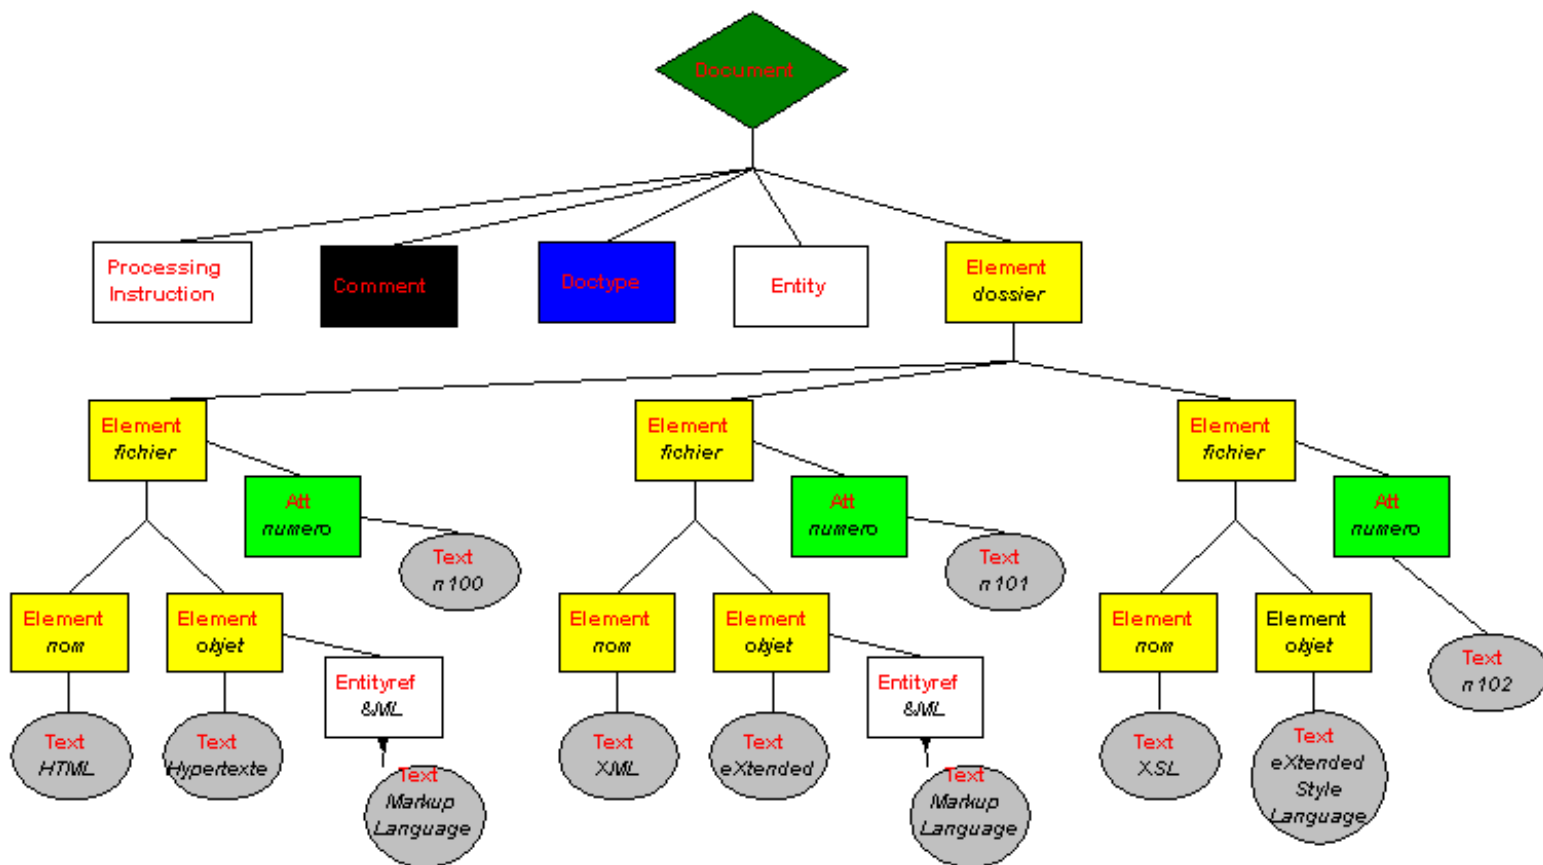 Document
Processing
Instruction
Comment
Doctype
Entity
Element
dossier
Element
fichier
Att
numero
Text
n100
Element
fichier
Att
numero
Text
n101
Element
fichier
Att
numero
Text
n102
Element
nom
Element
objet
Entityref
&ML
Text
HTML
Text
Hypertexte
Text
Markup
Language
Element
nom
Element
objet
Entityref
&ML
Text
XML
Text
eXtended
Text
Markup
Language
Element
nom
Element
objet
Text
XSL
Text
eXtended
Style
Language